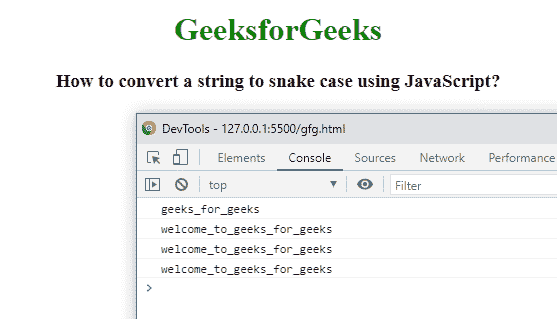 GeeksforGeeks
How to convert a string to snake case using JavaScript?
DevTools - 127.0.0.1:5500/gfg.html
Elements Console Sources Network Performance
top Filter
geeks_for_geeks
welcome_to_geeks_for_geeks
welcome_to_geeks_for_geeks
welcome_to_geeks_for_geeks
>